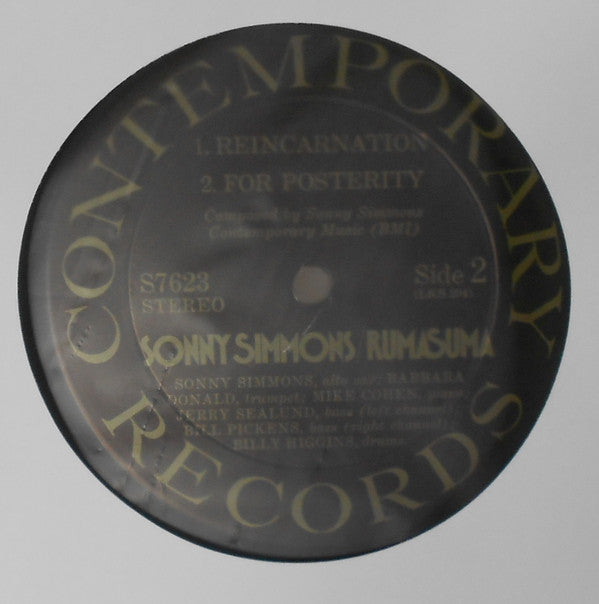 CONTEMPORARY
1. REINCARNATION
2. FOR POSTERITY
Composed by Sonny Simmons
Contemporary Music (BMI)
S7623
STEREO
Side 2
(LKS 294)
SONNY SIMMONS / RUMASUMA
SONNY SIMMONS, alto sax; BARBARA
DONALD, trumpet; MIKE COHEN, piano;
JERRY SEALUND, bass (left channel);
BILL PICKENS, bass (right channel);
BILLY HIGGINS, drums.
RECORDS